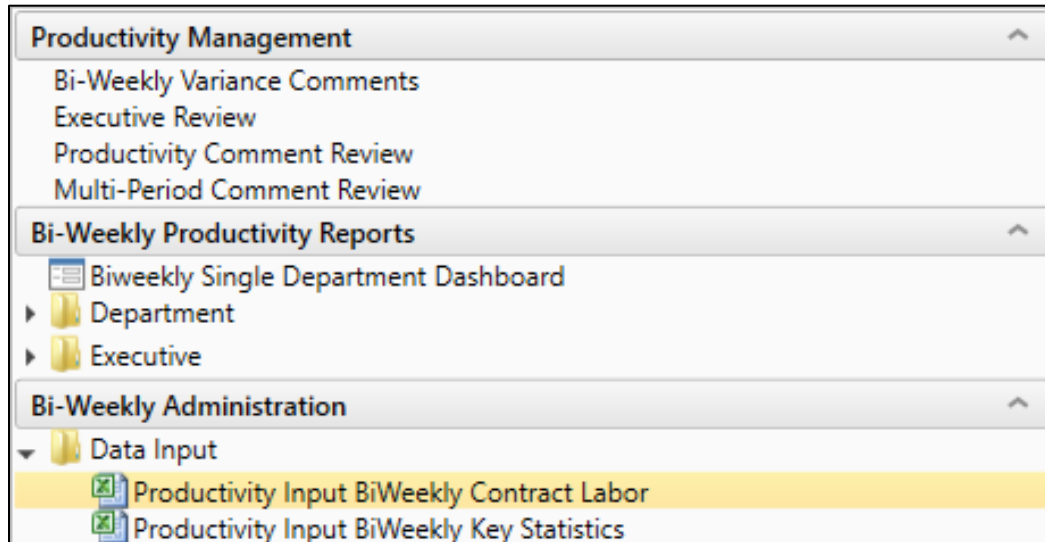 Productivity Management
Bi-Weekly Variance Comments
Executive Review
Productivity Comment Review
Multi-Period Comment Review
Bi-Weekly Productivity Reports
Biweekly Single Department Dashboard
Department
Executive
Bi-Weekly Administration
Data Input
Productivity Input BiWeekly Contract Labor
Productivity Input BiWeekly Key Statistics